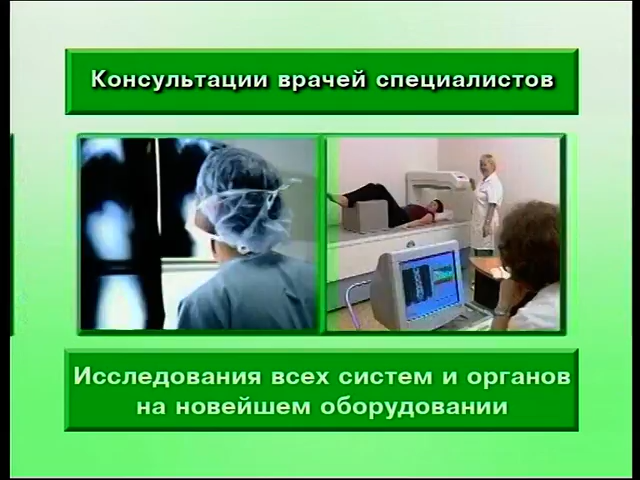 Консультации врачей специалистов
Исследования всех систем и органов
на новейшем оборудовании